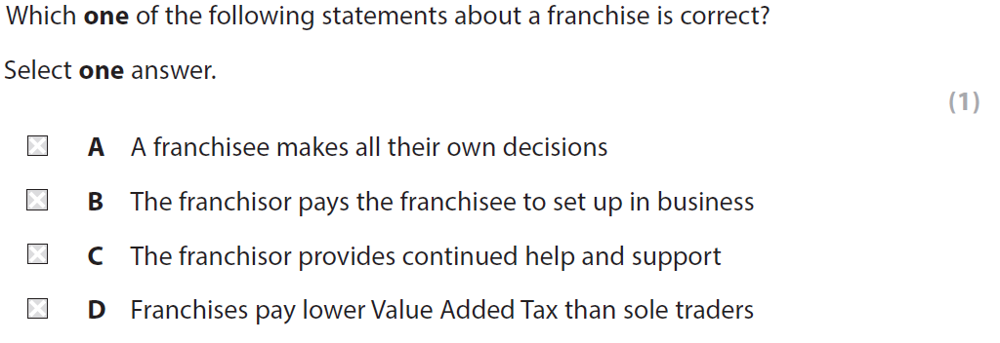 Which one of the following statements about a franchise is correct?
Select one answer.
(1)
A A franchisee makes all their own decisions
B The franchisor pays the franchisee to set up in business
C The franchisor provides continued help and support
D Franchises pay lower Value Added Tax than sole traders